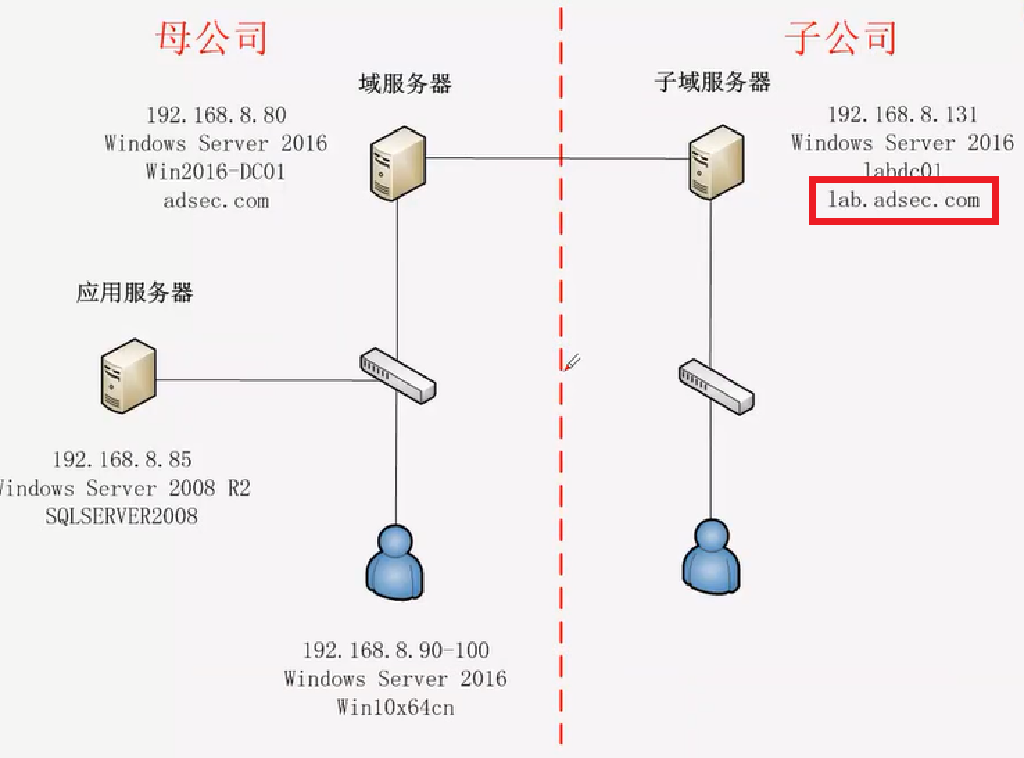 母公司
子公司
域服务器
192.168.8.80
Windows Server 2016
Win2016-DC01
adsec.com
子域服务器
192.168.8.131
Windows Server 2016
labdc01
lab.adsec.com
应用服务器
192.168.8.85
Windows Server 2008 R2
SQLSERVER2008
192.168.8.90-100
Windows Server 2016
Win10x64cn